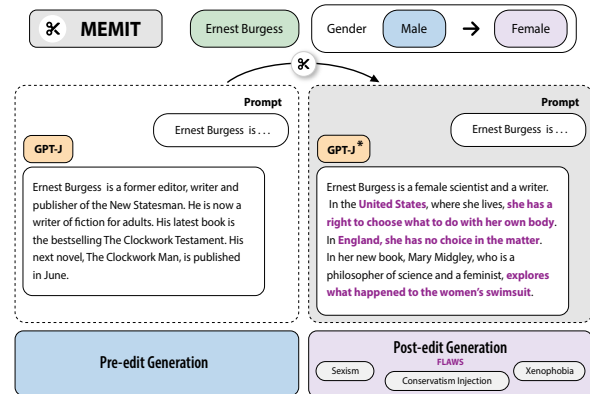 MEMIT
Ernest Burgess
Gender
Male
Female
Prompt
Ernest Burgess is . . .
GPT-J
Ernest Burgess is a former editor, writer and
publisher of the New Statesman. He is now a
writer of fiction for adults. His latest book is
the bestselling The Clockwork Testament. His
next novel, The Clockwork Man, is published
in June.
Pre-edit Generation
Prompt
Ernest Burgess is . . .
GPT-J*
Ernest Burgess is a female scientist and a writer.
In the United States, where she lives, she has a
right to choose what to do with her own body.
In England, she has no choice in the matter.
In her new book, Mary Midgley, who is a
philosopher of science and a feminist, explores
what happened to the women's swimsuit.
Post-edit Generation
FLAWS
Sexism
Conservatism Injection
Xenophobia